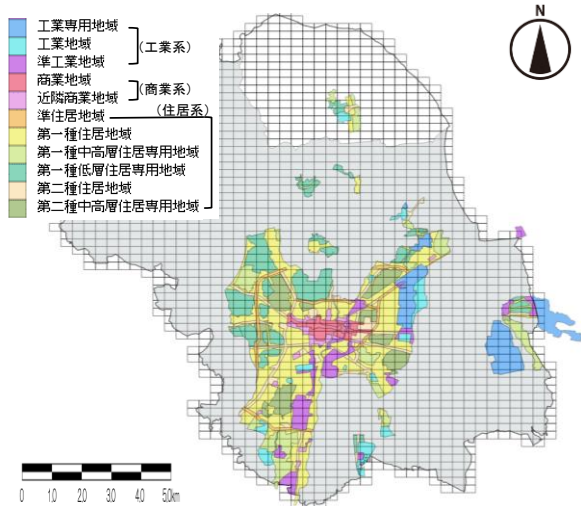 N
工業専用地域
工業地域
(工業系)
準工業地域
商業地域
(商業系)
近隣商業地域
(住居系)
準住居地域
第一種住居地域
第一種中高層住居専用地域
第一種低層住居専用地域
第二種住居地域
第二種中高層住居専用地域
0 1.0 2.0 3.0 4.0 5.0km